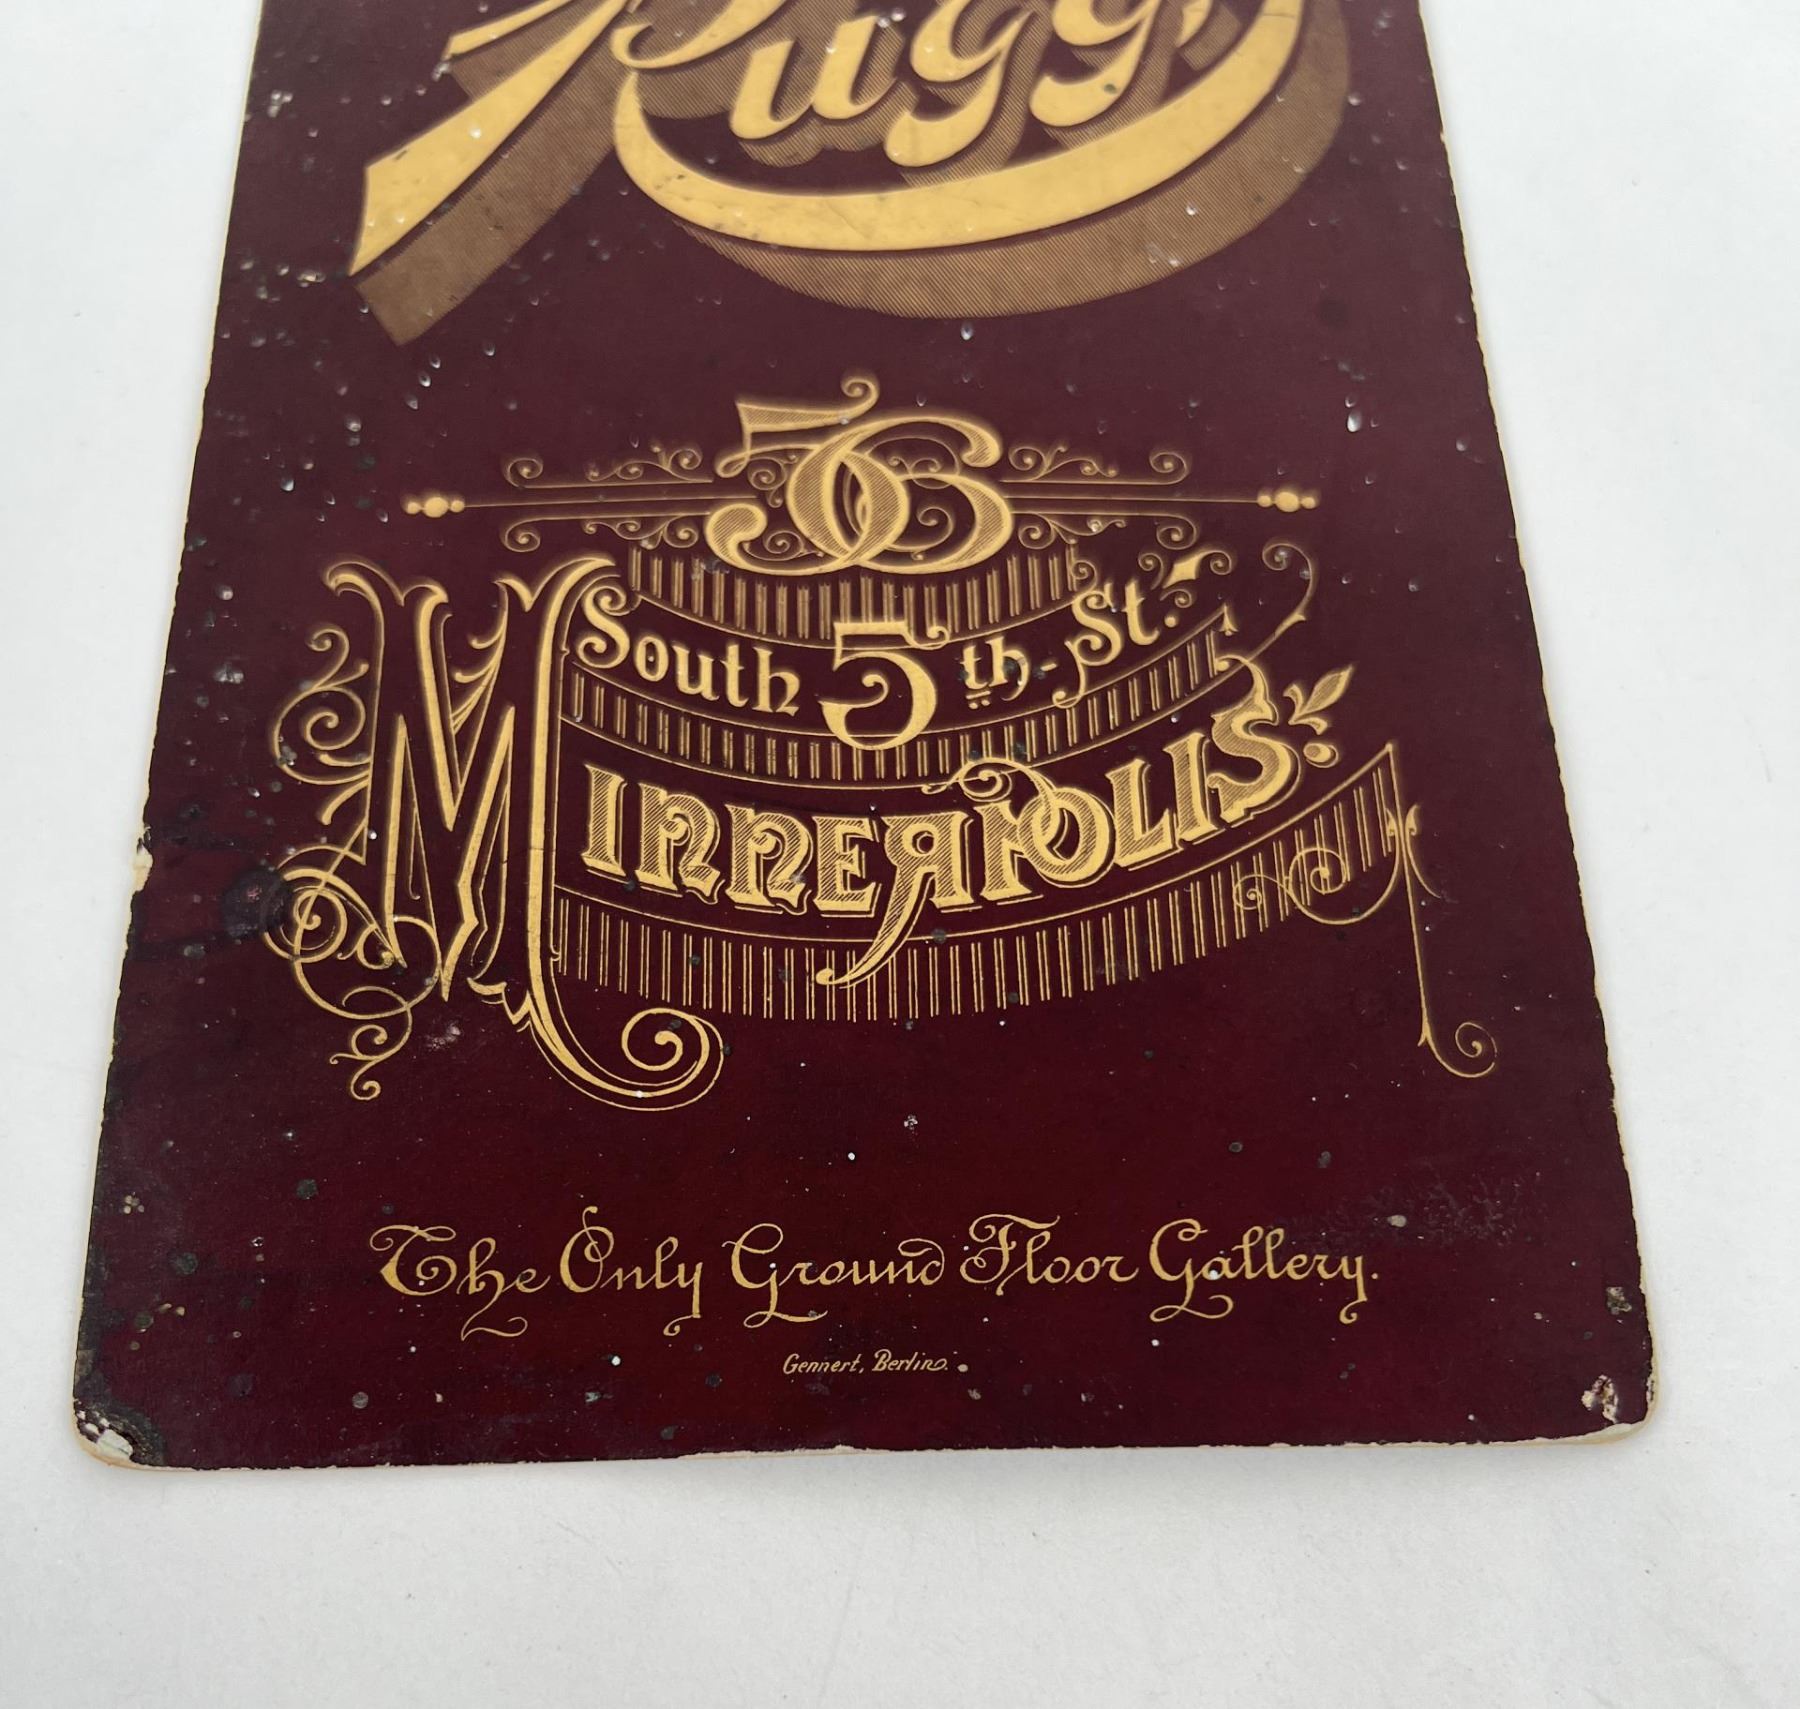 Rugg
56
South 5th St.
Minneapolis.
The Only Ground Floor Gallery.
Gennert, Berlin.